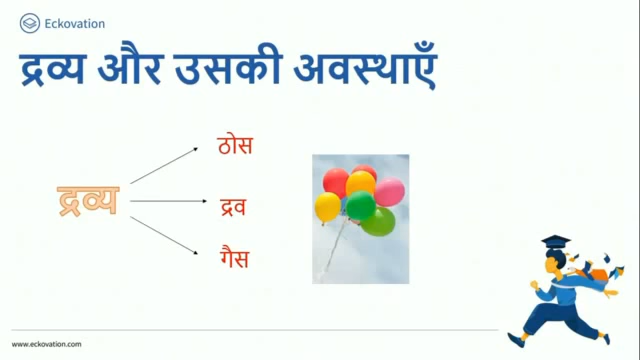 Eckovation
द्रव्य और उसकी अवस्थाएँ
ठोस
द्रव्य
द्रव
गैस
www.eckovation.com